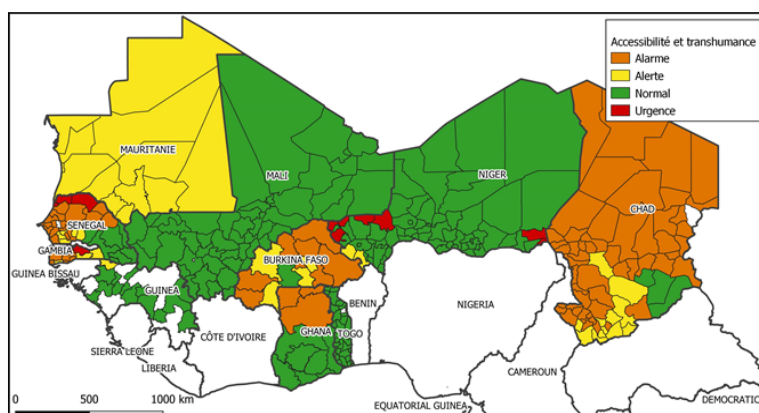 Accessibilité et transhumance
Alarme
Alerte
Normal
Urgence
MAURITANIE
MALI
NIGER
CHAD
SENEGAL
GAMBIA
GUINEA BISSAU
GUINEA
BURKINA FASO
BENIN
NIGERIA
GHANA
TOGO
CÔTE D'IVOIRE
SIERRA LEONE
LIBERIA
CAMEROUN
EQUATORIAL GUINEA
DEMOCRATIC
0 500 1000 km